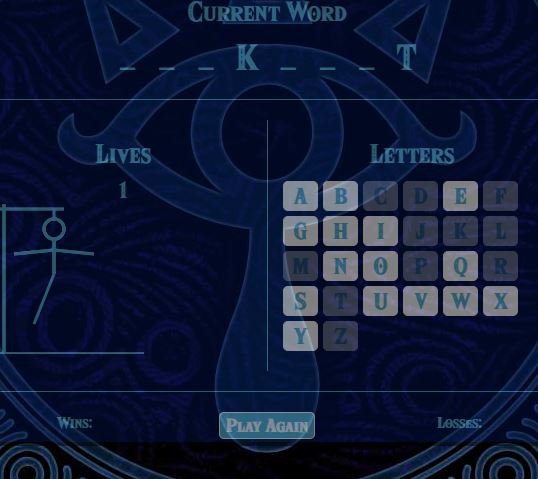 Current Word
_ _ _ K _ _ _ T
Lives
1
Letters
A B C D E F
G H I J K L
M N O P Q R
S T U V W X
Y Z
Wins:
Play Again
Losses: